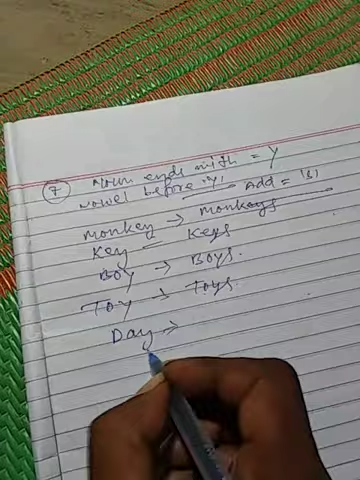 7 Noun ends with = y
vowel before 'y' Add = 's'
Monkey → Monkeys
Key – Keys
Boy → Boys.
Toy → Toys.
Day →